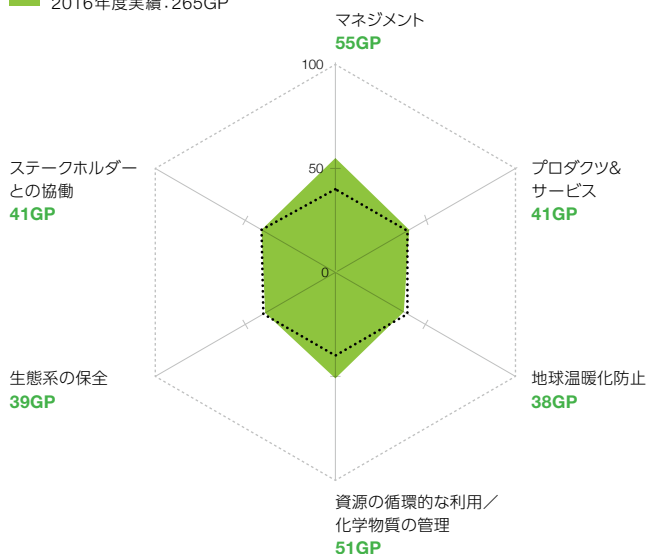 2016年度実績：265GP
マネジメント
55GP
100
ステークホルダー
との協働
41GP
50
プロダクツ&
サービス
41GP
0
生態系の保全
39GP
地球温暖化防止
38GP
資源の循環的な利用／
化学物質の管理
51GP